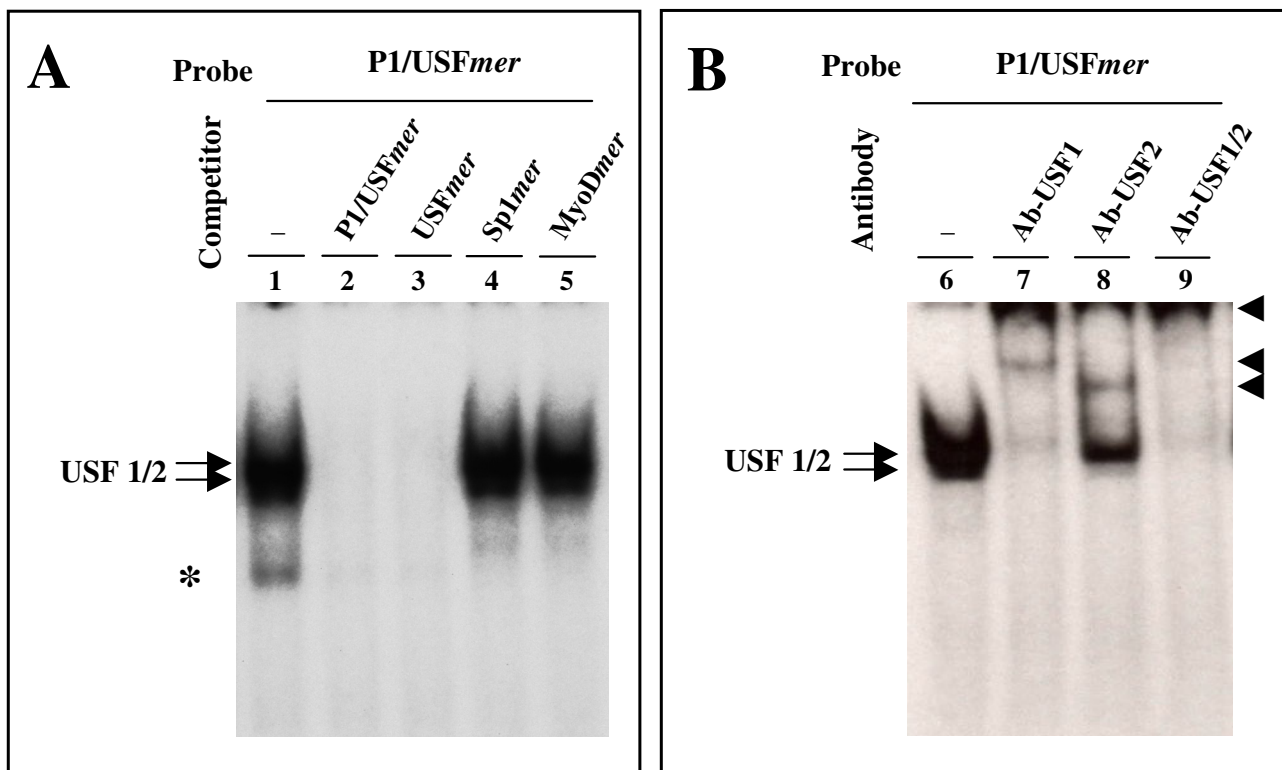 A
Probe
P1/USFmer
Competitor
–
P1/USFmer
USFmer
Sp1mer
MyoDmer
1 2 3 4 5
USF 1/2
*
B
Probe
P1/USFmer
Antibody
–
Ab-USF1
Ab-USF2
Ab-USF1/2
6 7 8 9
USF 1/2